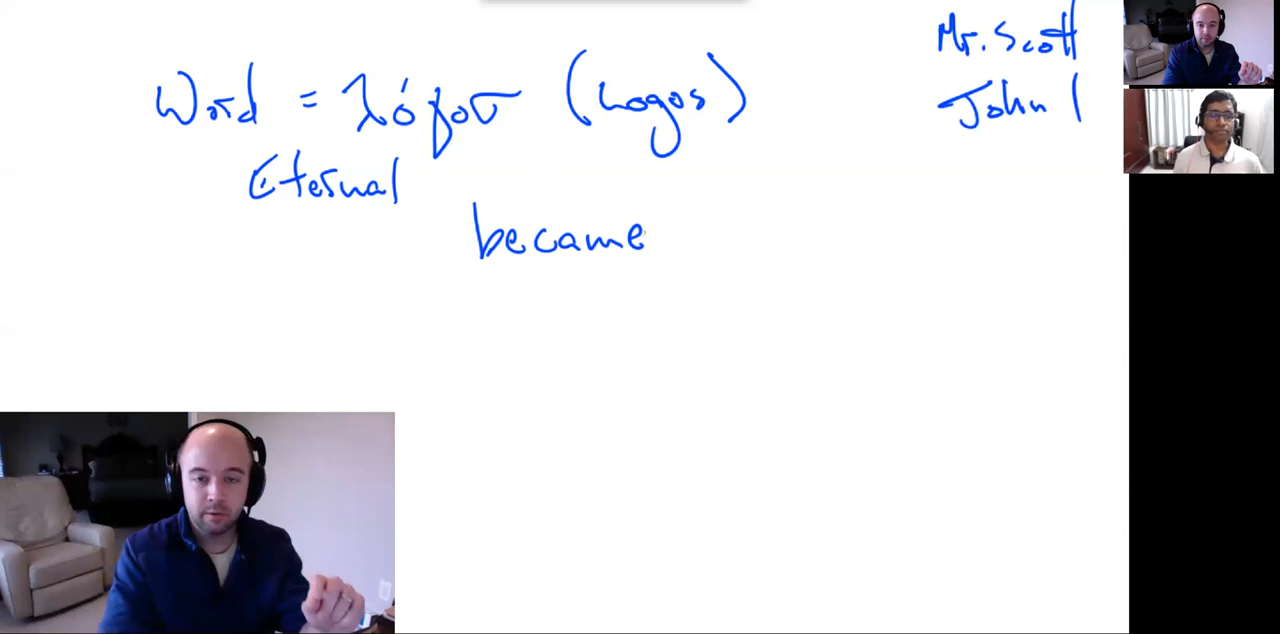 Mr. Scott
John 1
Word = λόγοσ (Logos)
Eternal
became